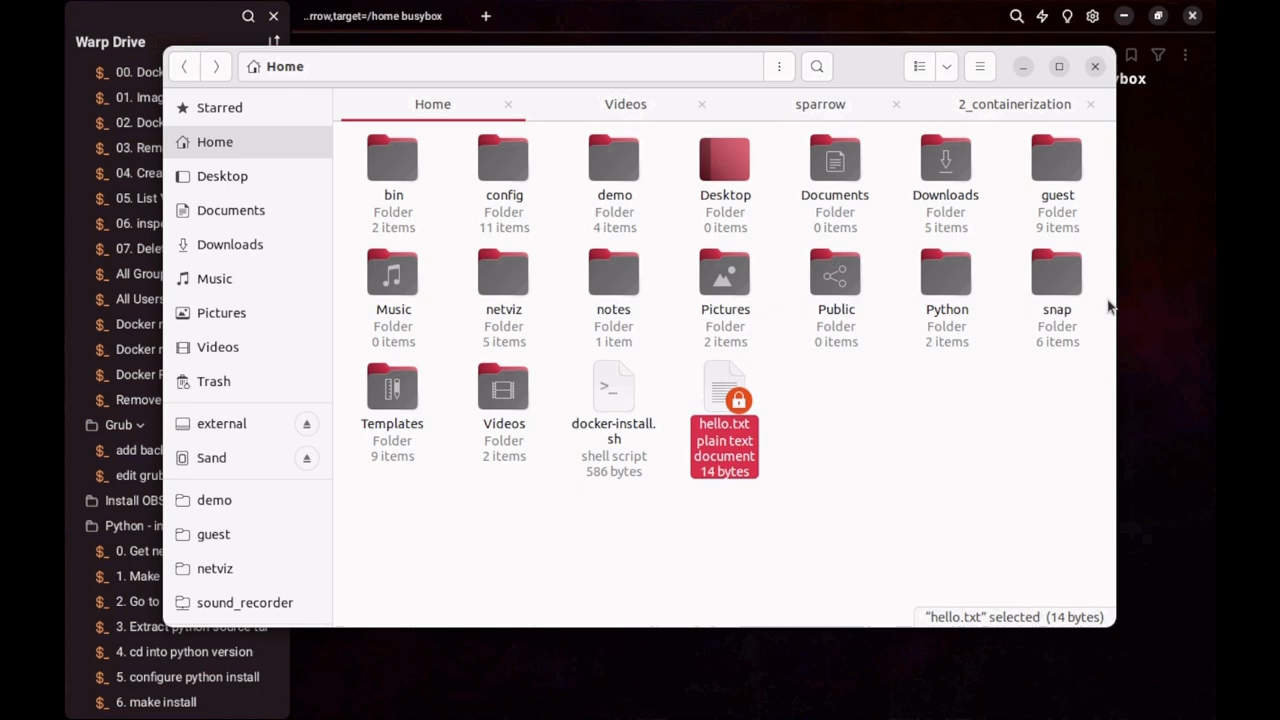 ..rrow,target=/home busybox
Warp Drive
$_ 00. Dock
$_ 01. Imag
$_ 02. Dock
$_ 03. Rem
$_ 04. Crea
$_ 05. List V
$_ 06. inspe
$_ 07. Dele
$_ All Group
$_ All Users
$_ Docker r
$_ Docker r
$_ Docker F
$_ Remove
Grub
$_ add back
$_ edit grub
Install OBS
Python - in
$_ 0. Get ne
$_ 1. Make
$_ 2. Go to
$_ 3. Extract python source tar
$_ 4. cd into python version
$_ 5. configure python install
$_ 6. make install
ybox
Home
Starred
Home
Desktop
Documents
Downloads
Music
Pictures
Videos
Trash
external
Sand
demo
guest
netviz
sound_recorder
Home
Videos
sparrow
2_containerization
bin
Folder
2 items
config
Folder
11 items
demo
Folder
4 items
Desktop
Folder
0 items
Documents
Folder
0 items
Downloads
Folder
5 items
guest
Folder
9 items
Music
Folder
0 items
netviz
Folder
5 items
notes
Folder
1 item
Pictures
Folder
2 items
Public
Folder
0 items
Python
Folder
2 items
snap
Folder
6 items
Templates
Folder
9 items
Videos
Folder
2 items
docker-install.
sh
shell script
586 bytes
hello.txt
plain text
document
14 bytes
"hello.txt" selected (14 bytes)